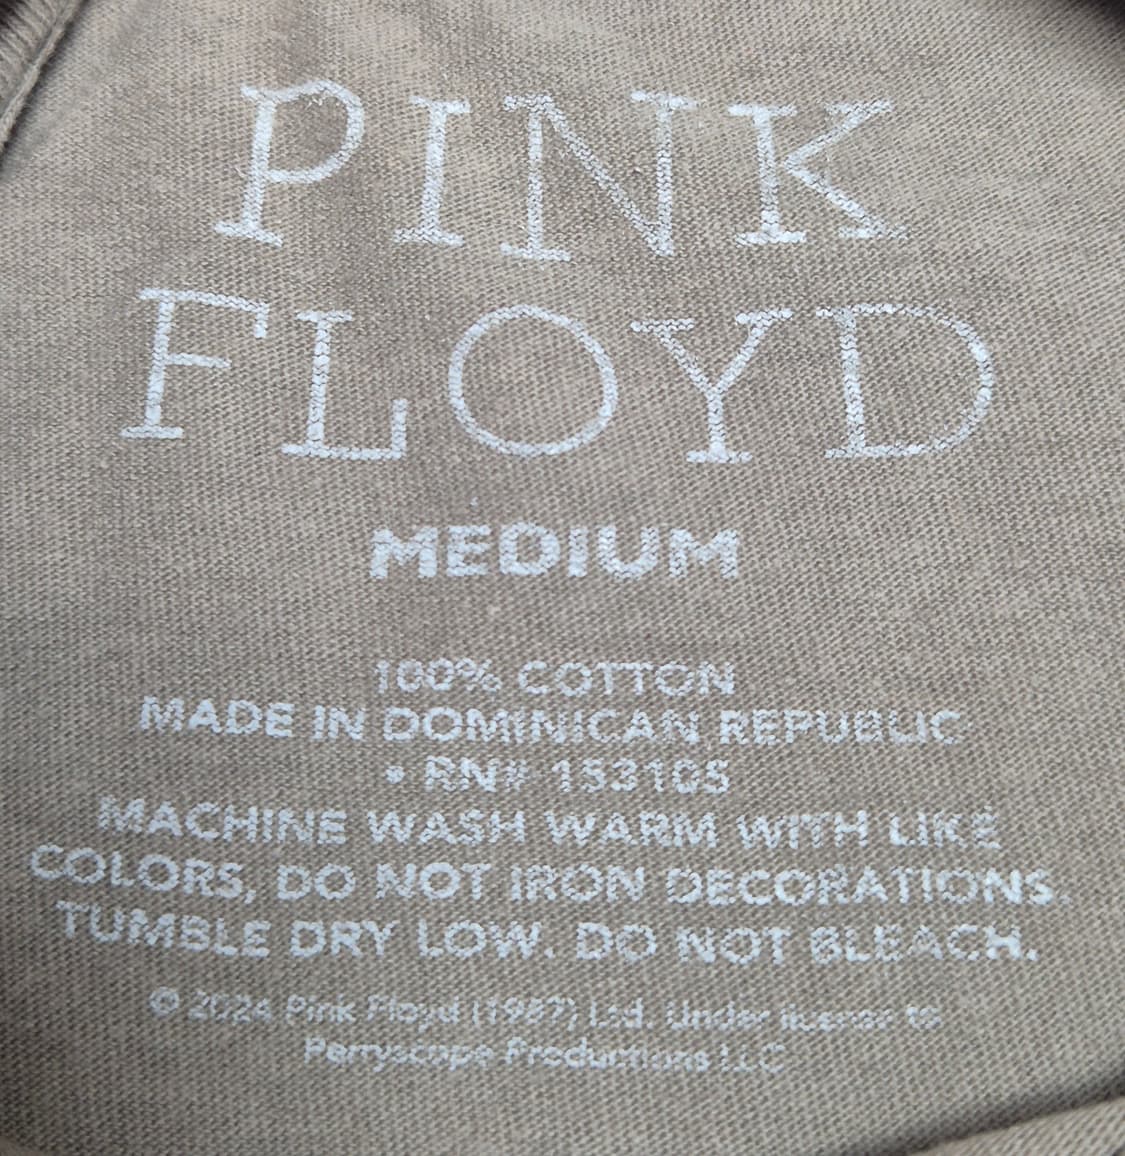 PINK
FLOYD
MEDIUM
100% COTTON
MADE IN DOMINICAN REPUBLIC
• RN# 153105
MACHINE WASH WARM WITH LIKE
COLORS, DO NOT IRON DECORATIONS.
TUMBLE DRY LOW. DO NOT BLEACH.
© 2024 Pink Floyd (1987) Ltd. Under license to
Perryscope Productions LLC